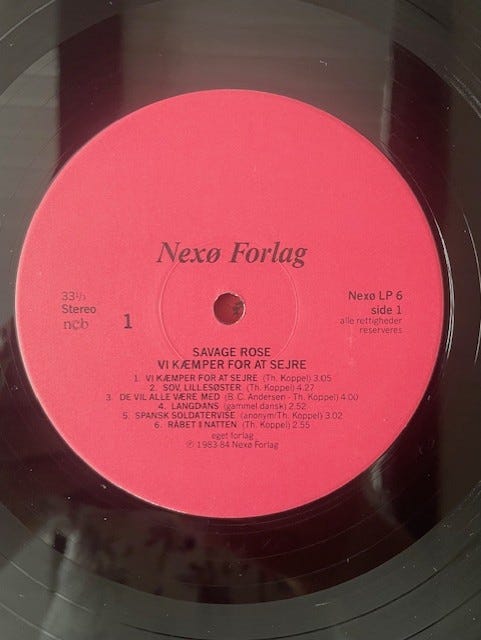 Nexø Forlag
33⅓
Stereo
ncb
1
Nexø LP 6
side 1
alle rettigheder
reserveres
SAVAGE ROSE
VI KÆMPER FOR AT SEJRE
1. VI KÆMPER FOR AT SEJRE (Th. Koppel) 3.05
2. SOV, LILLESØSTER (Th. Koppel) 4.27
3. DE VIL ALLE VÆRE MED (B. C. Andersen - Th. Koppel) 4.00
4. LANGDANS (gammel dansk) 2.52
5. SPANSK SOLDATERVISE (anonym/Th. Koppel) 3.02
6. RÅBET I NATTEN (Th. Koppel) 2.55
eget forlag
℗ 1983-84 Nexø Forlag